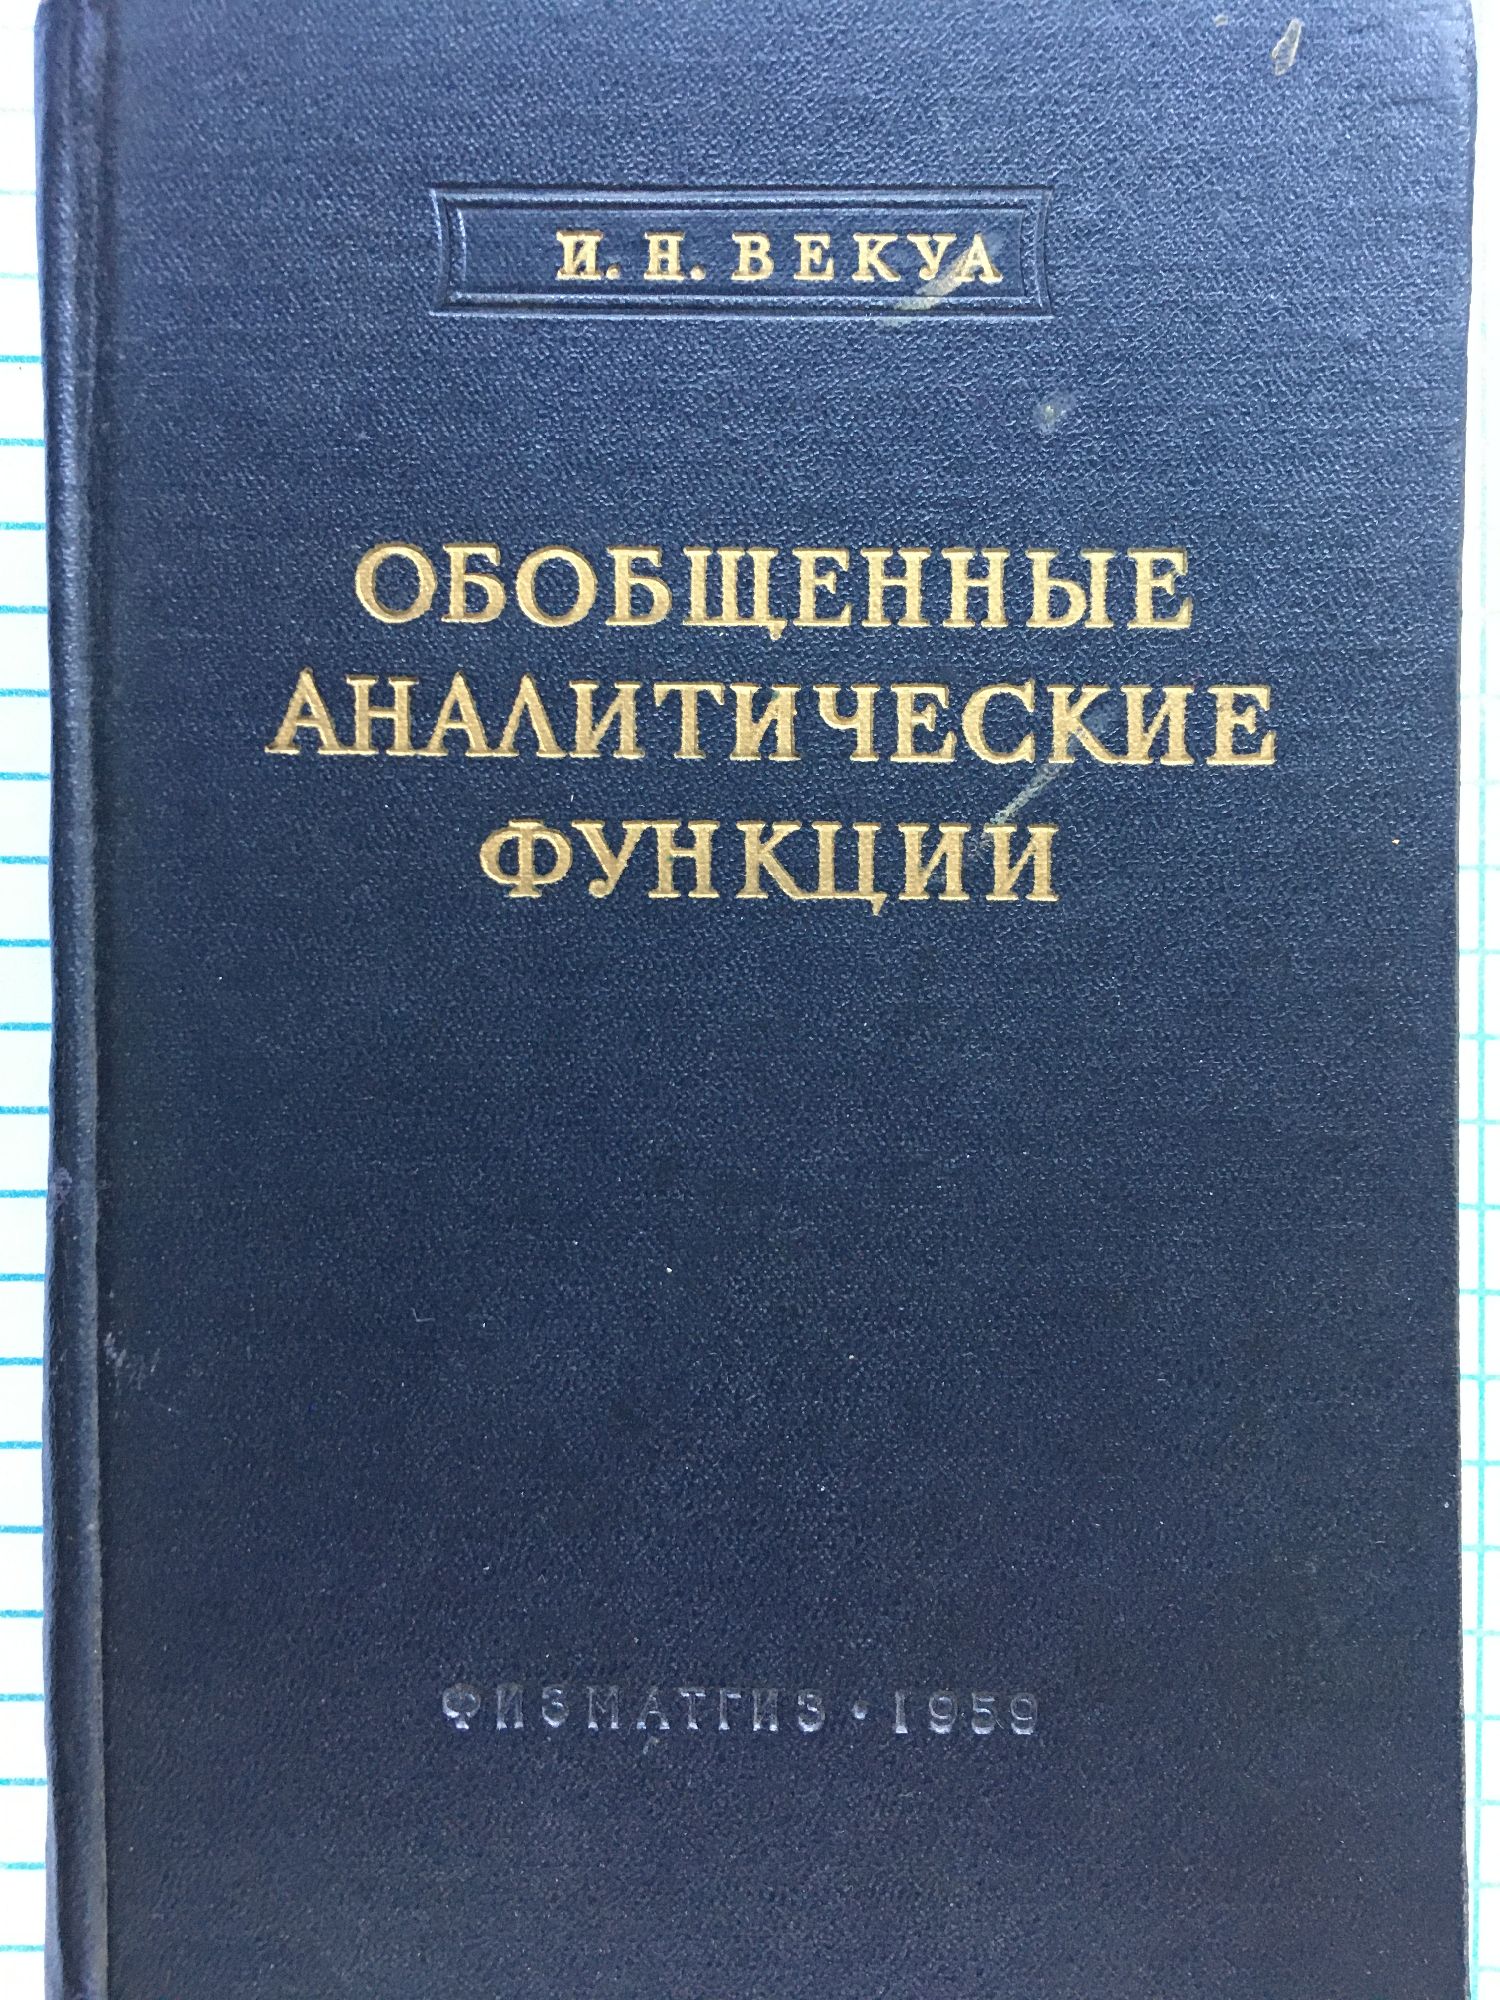 И. Н. ВЕКУА
ОБОБЩЕННЫЕ
АНАЛИТИЧЕСКИЕ
ФУНКЦИИ
ФИЗМАТГИЗ • 1959